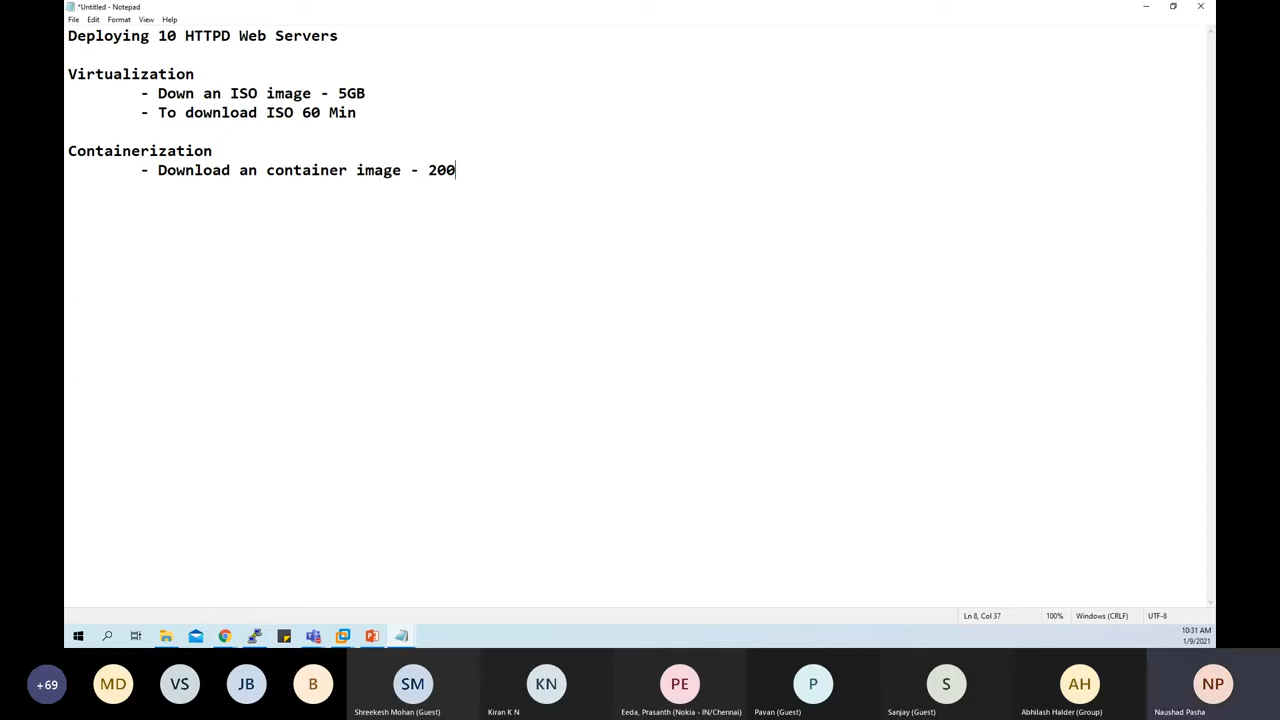 *Untitled - Notepad
File Edit Format View Help
Deploying 10 HTTPD Web Servers
Virtualization
- Down an ISO image - 5GB
- To download ISO 60 Min
Containerization
- Download an container image - 200
Ln 8, Col 37 100% Windows (CRLF) UTF-8
10:31 AM
1/9/2021
+69 MD VS JB B SM KN PE P S AH NP
Shreekesh Mohan (Guest) Kiran K N Eeda, Prasanth (Nokia - IN/Chennai) Pavan (Guest) Sanjay (Guest) Abhilash Halder (Group) Naushad Pasha